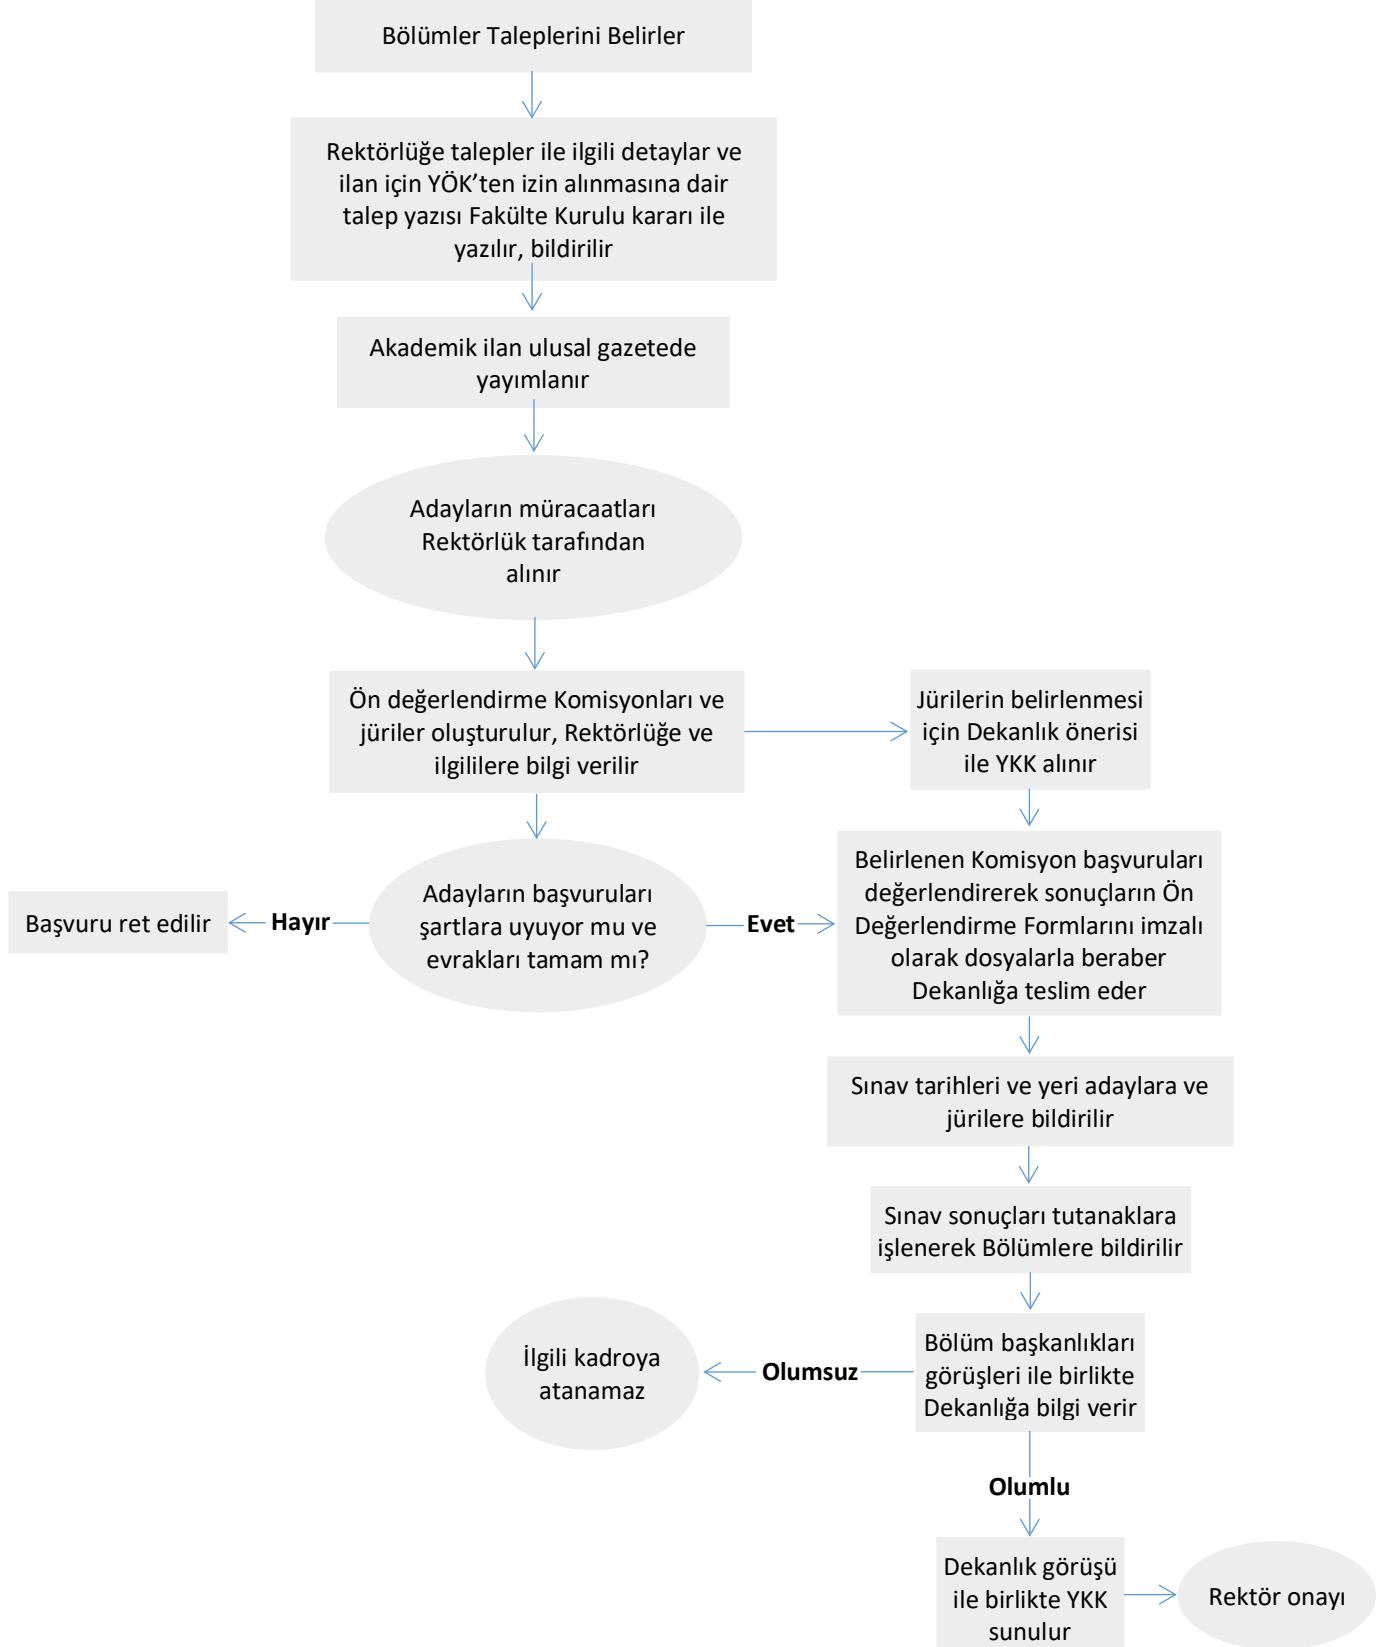 Bölümler Taleplerini Belirler
Rektörlüğe talepler ile ilgili detaylar ve
ilan için YÖK’ten izin alınmasına dair
talep yazısı Fakülte Kurulu kararı ile
yazılır, bildirilir
Akademik ilan ulusal gazetede
yayımlanır
Adayların müracaatları
Rektörlük tarafından
alınır
Ön değerlendirme Komisyonları ve
jüriler oluşturulur, Rektörlüğe ve
ilgililere bilgi verilir
Jürilerin belirlenmesi
için Dekanlık önerisi
ile YKK alınır
Adayların başvuruları
şartlara uyuyor mu ve
evrakları tamam mı?
Hayır
Başvuru ret edilir
Evet
Belirlenen Komisyon başvuruları
değerlendirerek sonuçların Ön
Değerlendirme Formlarını imzalı
olarak dosyalarla beraber
Dekanlığa teslim eder
Sınav tarihleri ve yeri adaylara ve
jürilere bildirilir
Sınav sonuçları tutanaklara
işlenerek Bölümlere bildirilir
Bölüm başkanlıkları
görüşleri ile birlikte
Dekanlığa bilgi verir
Olumsuz
İlgili kadroya
atanamaz
Olumlu
Dekanlık görüşü
ile birlikte YKK
sunulur
Rektör onayı